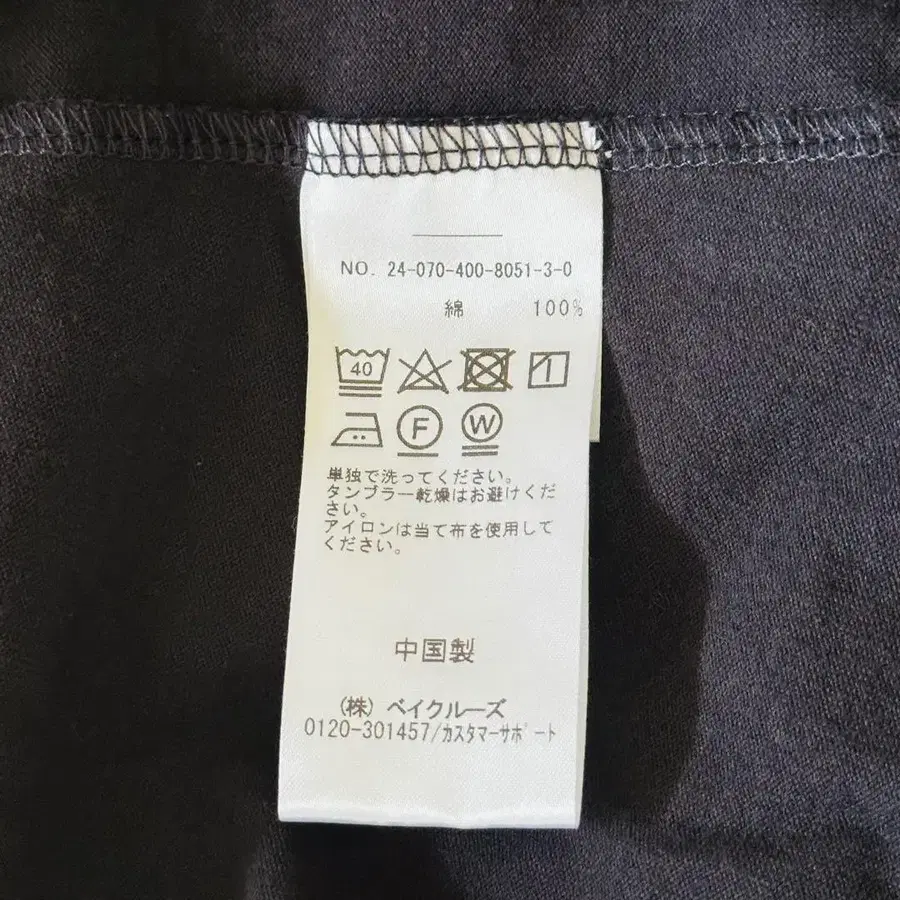 NO. 24-070-400-8051-3-0
綿 100%
40
F W
単独で洗ってください。
タンブラー乾燥はお避けくだ
さい。
アイロンは当て布を使用して
ください。
中国製
(株) ベイクルーズ
0120-301457/カスタマーサポート